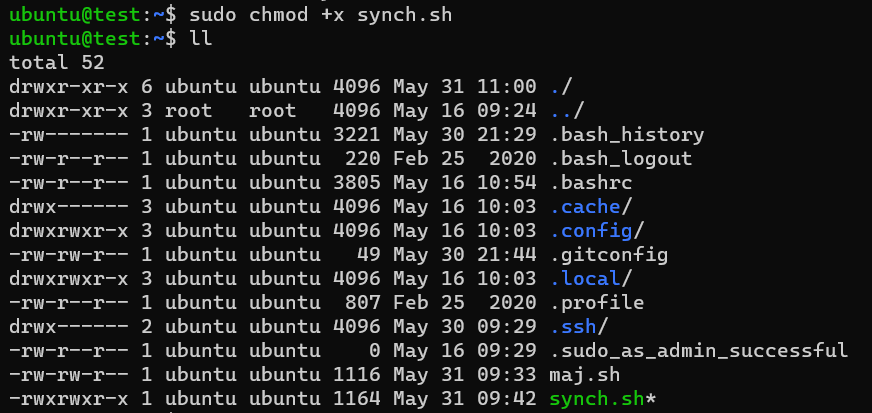 ubuntu@test:~$ sudo chmod +x synch.sh
ubuntu@test:~$ ll
total 52
drwxr-xr-x 6 ubuntu ubuntu 4096 May 31 11:00 ./
drwxr-xr-x 3 root   root   4096 May 16 09:24 ../
-rw------- 1 ubuntu ubuntu 3221 May 30 21:29 .bash_history
-rw-r--r-- 1 ubuntu ubuntu  220 Feb 25  2020 .bash_logout
-rw-r--r-- 1 ubuntu ubuntu 3805 May 16 10:54 .bashrc
drwx------ 3 ubuntu ubuntu 4096 May 16 10:03 .cache/
drwxrwxr-x 3 ubuntu ubuntu 4096 May 16 10:03 .config/
-rw-rw-r-- 1 ubuntu ubuntu   49 May 30 21:44 .gitconfig
drwxrwxr-x 3 ubuntu ubuntu 4096 May 16 10:03 .local/
-rw-r--r-- 1 ubuntu ubuntu  807 Feb 25  2020 .profile
drwx------ 2 ubuntu ubuntu 4096 May 30 09:29 .ssh/
-rw-r--r-- 1 ubuntu ubuntu    0 May 16 09:29 .sudo_as_admin_successful
-rw-rw-r-- 1 ubuntu ubuntu 1116 May 31 09:33 maj.sh
-rwxrwxr-x 1 ubuntu ubuntu 1164 May 31 09:42 synch.sh*